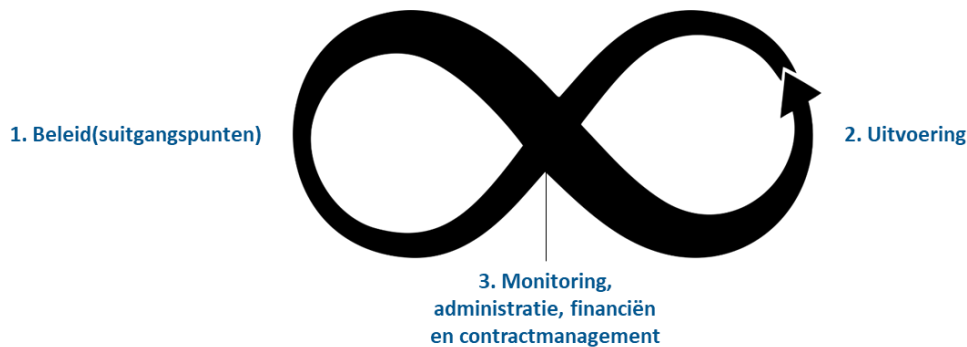 1. Beleid(suitgangspunten)
2. Uitvoering
3. Monitoring,
administratie, financiën
en contractmanagement